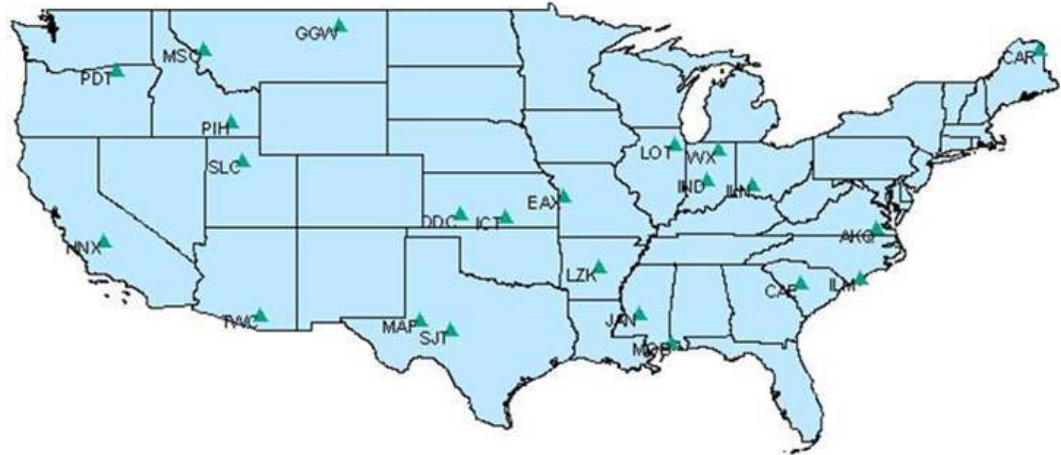 GGW
CAR
MSO
PDT
PIH
LOT
IWX
SLC
IND
ILN
EAX
DDC
ICT
AKQ
HNX
LZK
CAE
ILM
TWC
MAF
JAN
SJT
MOB